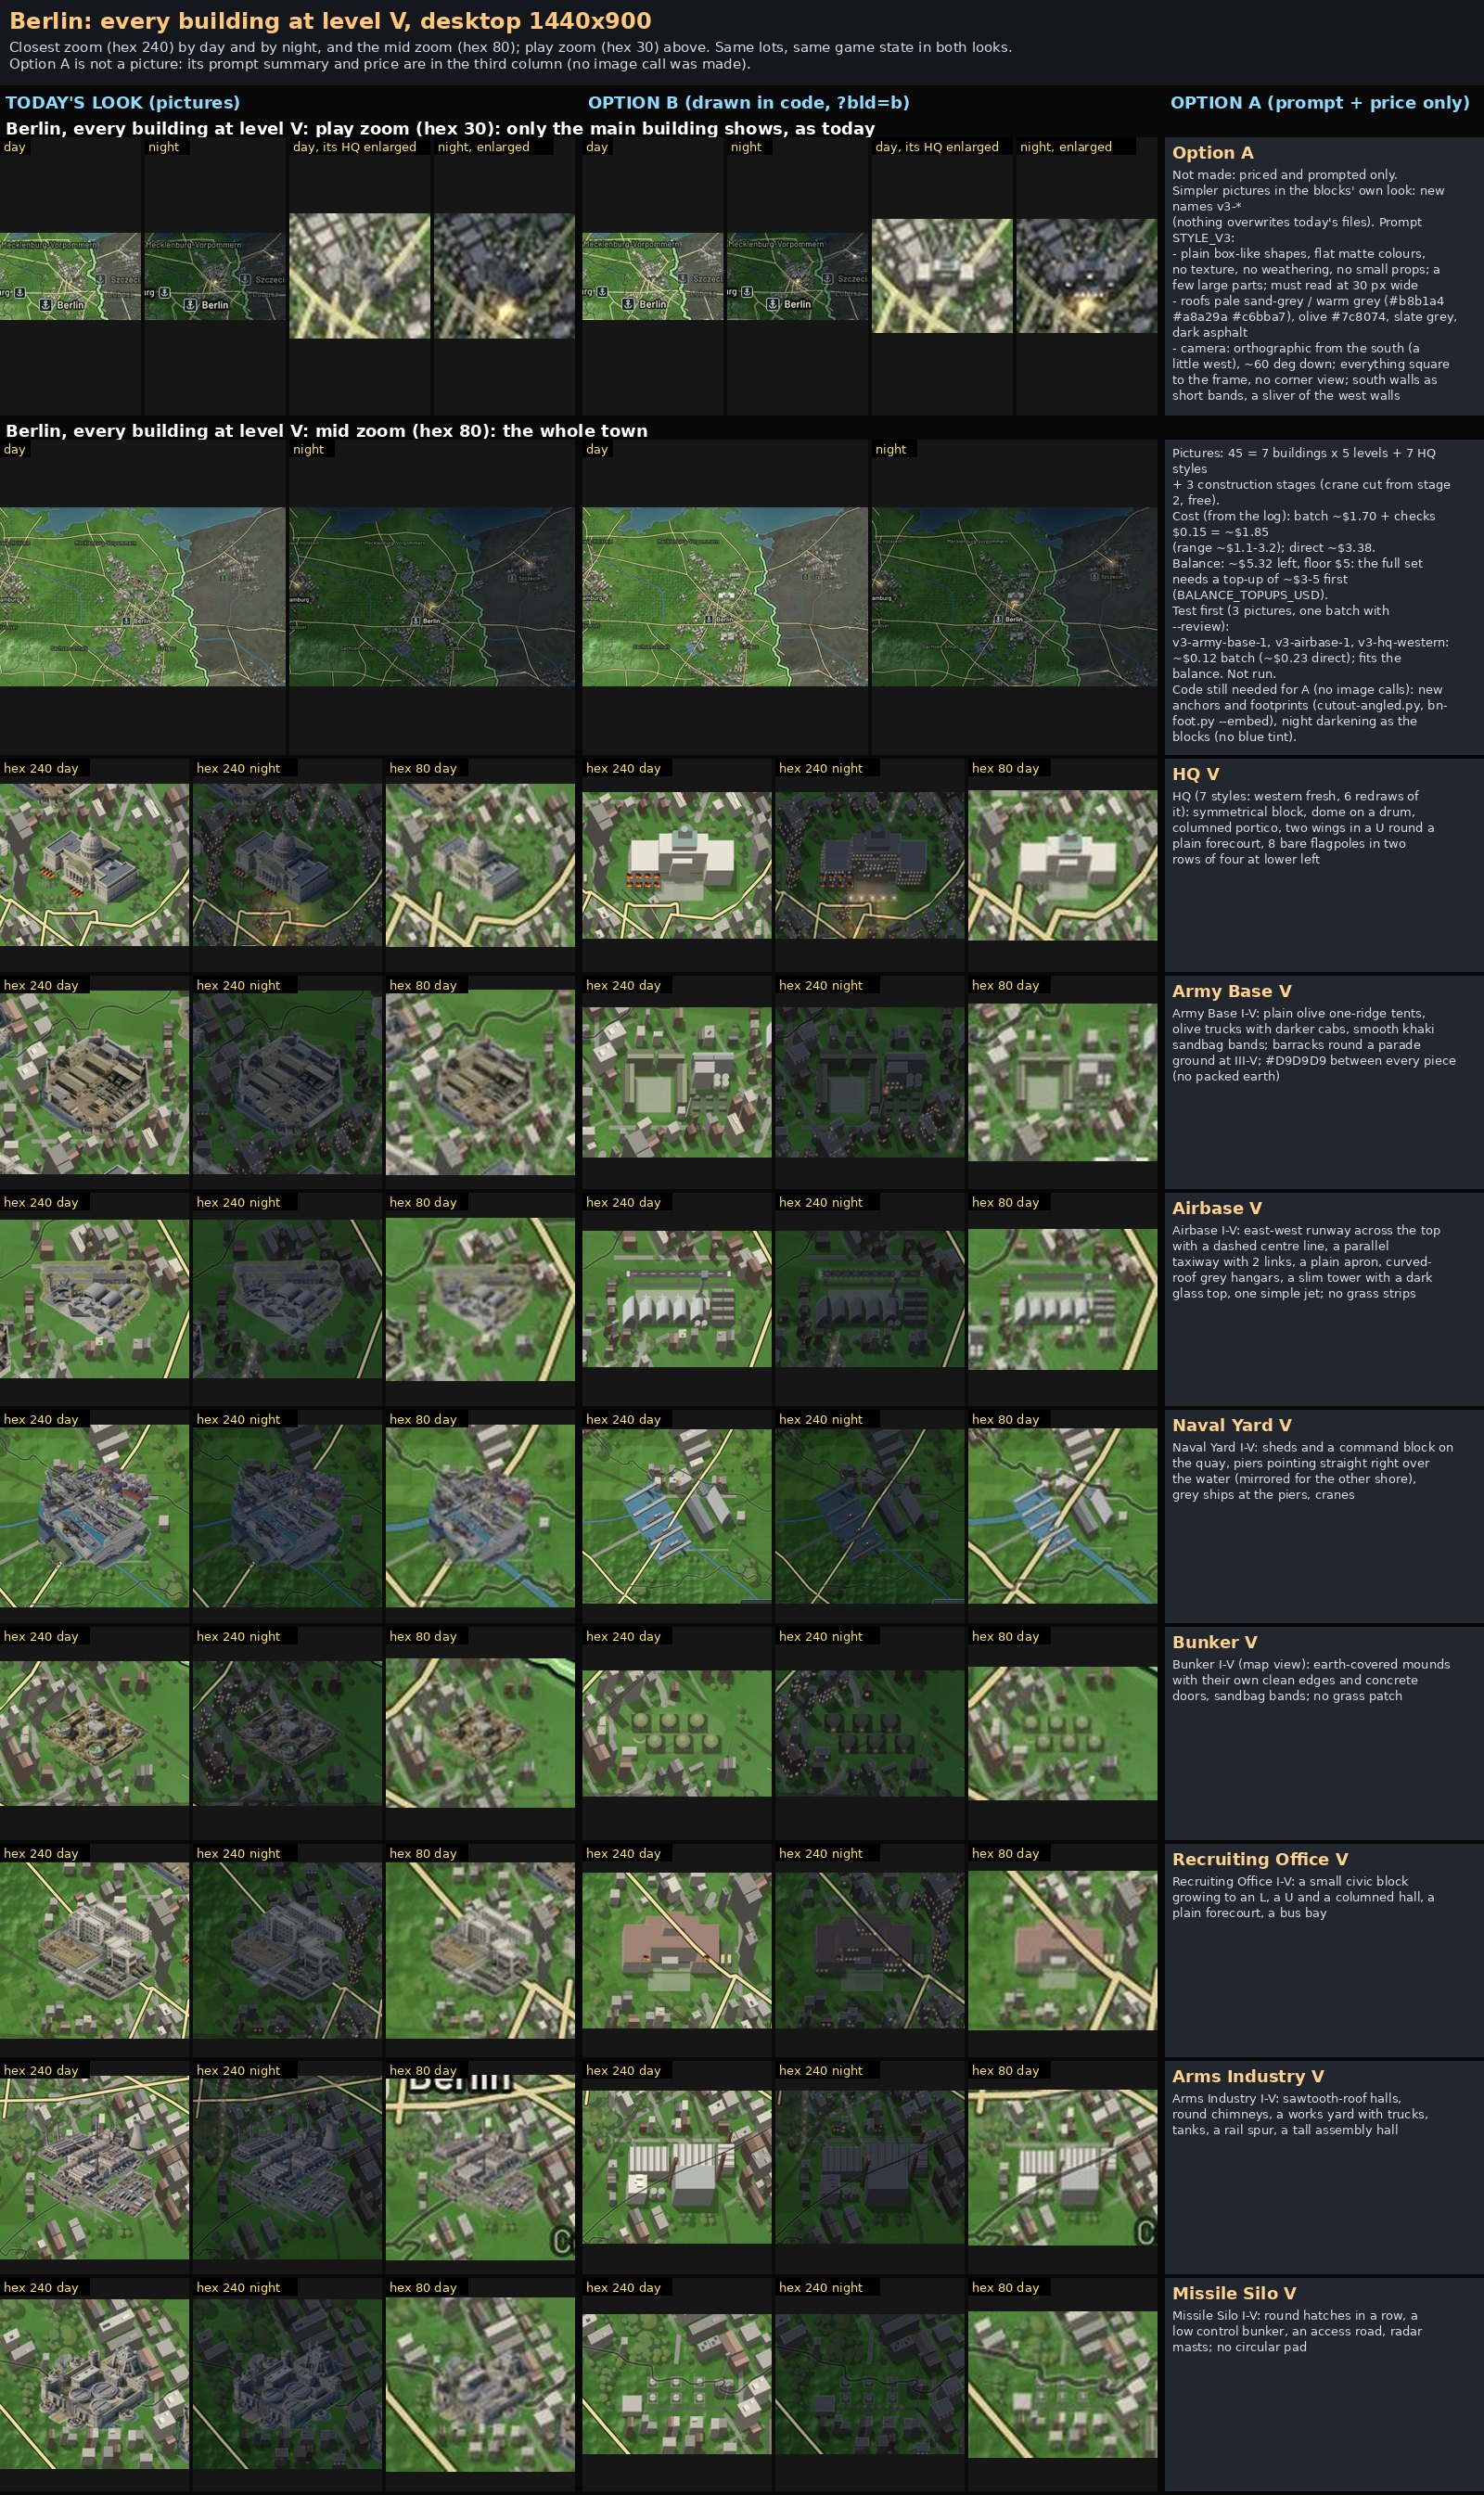 Berlin: every building at level V, desktop 1440x900
Closest zoom (hex 240) by day and by night, and the mid zoom (hex 80); play zoom (hex 30) above. Same lots, same game state in both looks.
Option A is not a picture: its prompt summary and price are in the third column (no image call was made).
TODAY'S LOOK (pictures)
OPTION B (drawn in code, ?bld=b)
OPTION A (prompt + price only)
Berlin, every building at level V: play zoom (hex 30): only the main building shows, as today
day
night
day, its HQ enlarged
night, enlarged
day
night
day, its HQ enlarged
night, enlarged
Mecklenburg-Vorpommern
Szczecin
Berlin
Mecklenburg-Vorpommern
Szczeci
Berlin
Mecklenburg-Vorpommern
Szczecin
Berlin
Mecklenburg-Vorpommern
Szczeci
Berlin
Option A
Not made: priced and prompted only.
Simpler pictures in the blocks' own look: new
names v3-*
(nothing overwrites today's files). Prompt
STYLE_V3:
- plain box-like shapes, flat matte colours,
no texture, no weathering, no small props; a
few large parts; must read at 30 px wide
- roofs pale sand-grey / warm grey (#b8b1a4
#a8a29a #c6bba7), olive #7c8074, slate grey,
dark asphalt
- camera: orthographic from the south (a
little west), ~60 deg down; everything square
to the frame, no corner view; south walls as
short bands, a sliver of the west walls
Berlin, every building at level V: mid zoom (hex 80): the whole town
day
night
day
night
Berlin
Berlin
Berlin
Berlin
Pictures: 45 = 7 buildings x 5 levels + 7 HQ
styles
+ 3 construction stages (crane cut from stage
2, free).
Cost (from the log): batch ~$1.70 + checks
$0.15 = ~$1.85
(range ~$1.1-3.2); direct ~$3.38.
Balance: ~$5.32 left, floor $5: the full set
needs a top-up of ~$3-5 first
(BALANCE_TOPUPS_USD).
Test first (3 pictures, one batch with
--review):
v3-army-base-1, v3-airbase-1, v3-hq-western:
~$0.12 batch (~$0.23 direct); fits the
balance. Not run.
Code still needed for A (no image calls): new
anchors and footprints (cutout-angled.py, bn-
foot.py --embed), night darkening as the
blocks (no blue tint).
hex 240 day
hex 240 night
hex 80 day
hex 240 day
hex 240 night
hex 80 day
HQ V
HQ (7 styles: western fresh, 6 redraws of
it): symmetrical block, dome on a drum,
columned portico, two wings in a U round a
plain forecourt, 8 bare flagpoles in two
rows of four at lower left
hex 240 day
hex 240 night
hex 80 day
hex 240 day
hex 240 night
hex 80 day
Army Base V
Army Base I-V: plain olive one-ridge tents,
olive trucks with darker cabs, smooth khaki
sandbag bands; barracks round a parade
ground at III-V; #D9D9D9 between every piece
(no packed earth)
hex 240 day
hex 240 night
hex 80 day
hex 240 day
hex 240 night
hex 80 day
Airbase V
Airbase I-V: east-west runway across the top
with a dashed centre line, a parallel
taxiway with 2 links, a plain apron, curved-
roof grey hangars, a slim tower with a dark
glass top, one simple jet; no grass strips
hex 240 day
hex 240 night
hex 80 day
hex 240 day
hex 240 night
hex 80 day
Naval Yard V
Naval Yard I-V: sheds and a command block on
the quay, piers pointing straight right over
the water (mirrored for the other shore),
grey ships at the piers, cranes
hex 240 day
hex 240 night
hex 80 day
hex 240 day
hex 240 night
hex 80 day
Bunker V
Bunker I-V (map view): earth-covered mounds
with their own clean edges and concrete
doors, sandbag bands; no grass patch
hex 240 day
hex 240 night
hex 80 day
hex 240 day
hex 240 night
hex 80 day
Recruiting Office V
Recruiting Office I-V: a small civic block
growing to an L, a U and a columned hall, a
plain forecourt, a bus bay
hex 240 day
hex 240 night
hex 80 day
Berlin
hex 240 day
hex 240 night
hex 80 day
Arms Industry V
Arms Industry I-V: sawtooth-roof halls,
round chimneys, a works yard with trucks,
tanks, a rail spur, a tall assembly hall
hex 240 day
hex 240 night
hex 80 day
hex 240 day
hex 240 night
hex 80 day
Missile Silo V
Missile Silo I-V: round hatches in a row, a
low control bunker, an access road, radar
masts; no circular pad